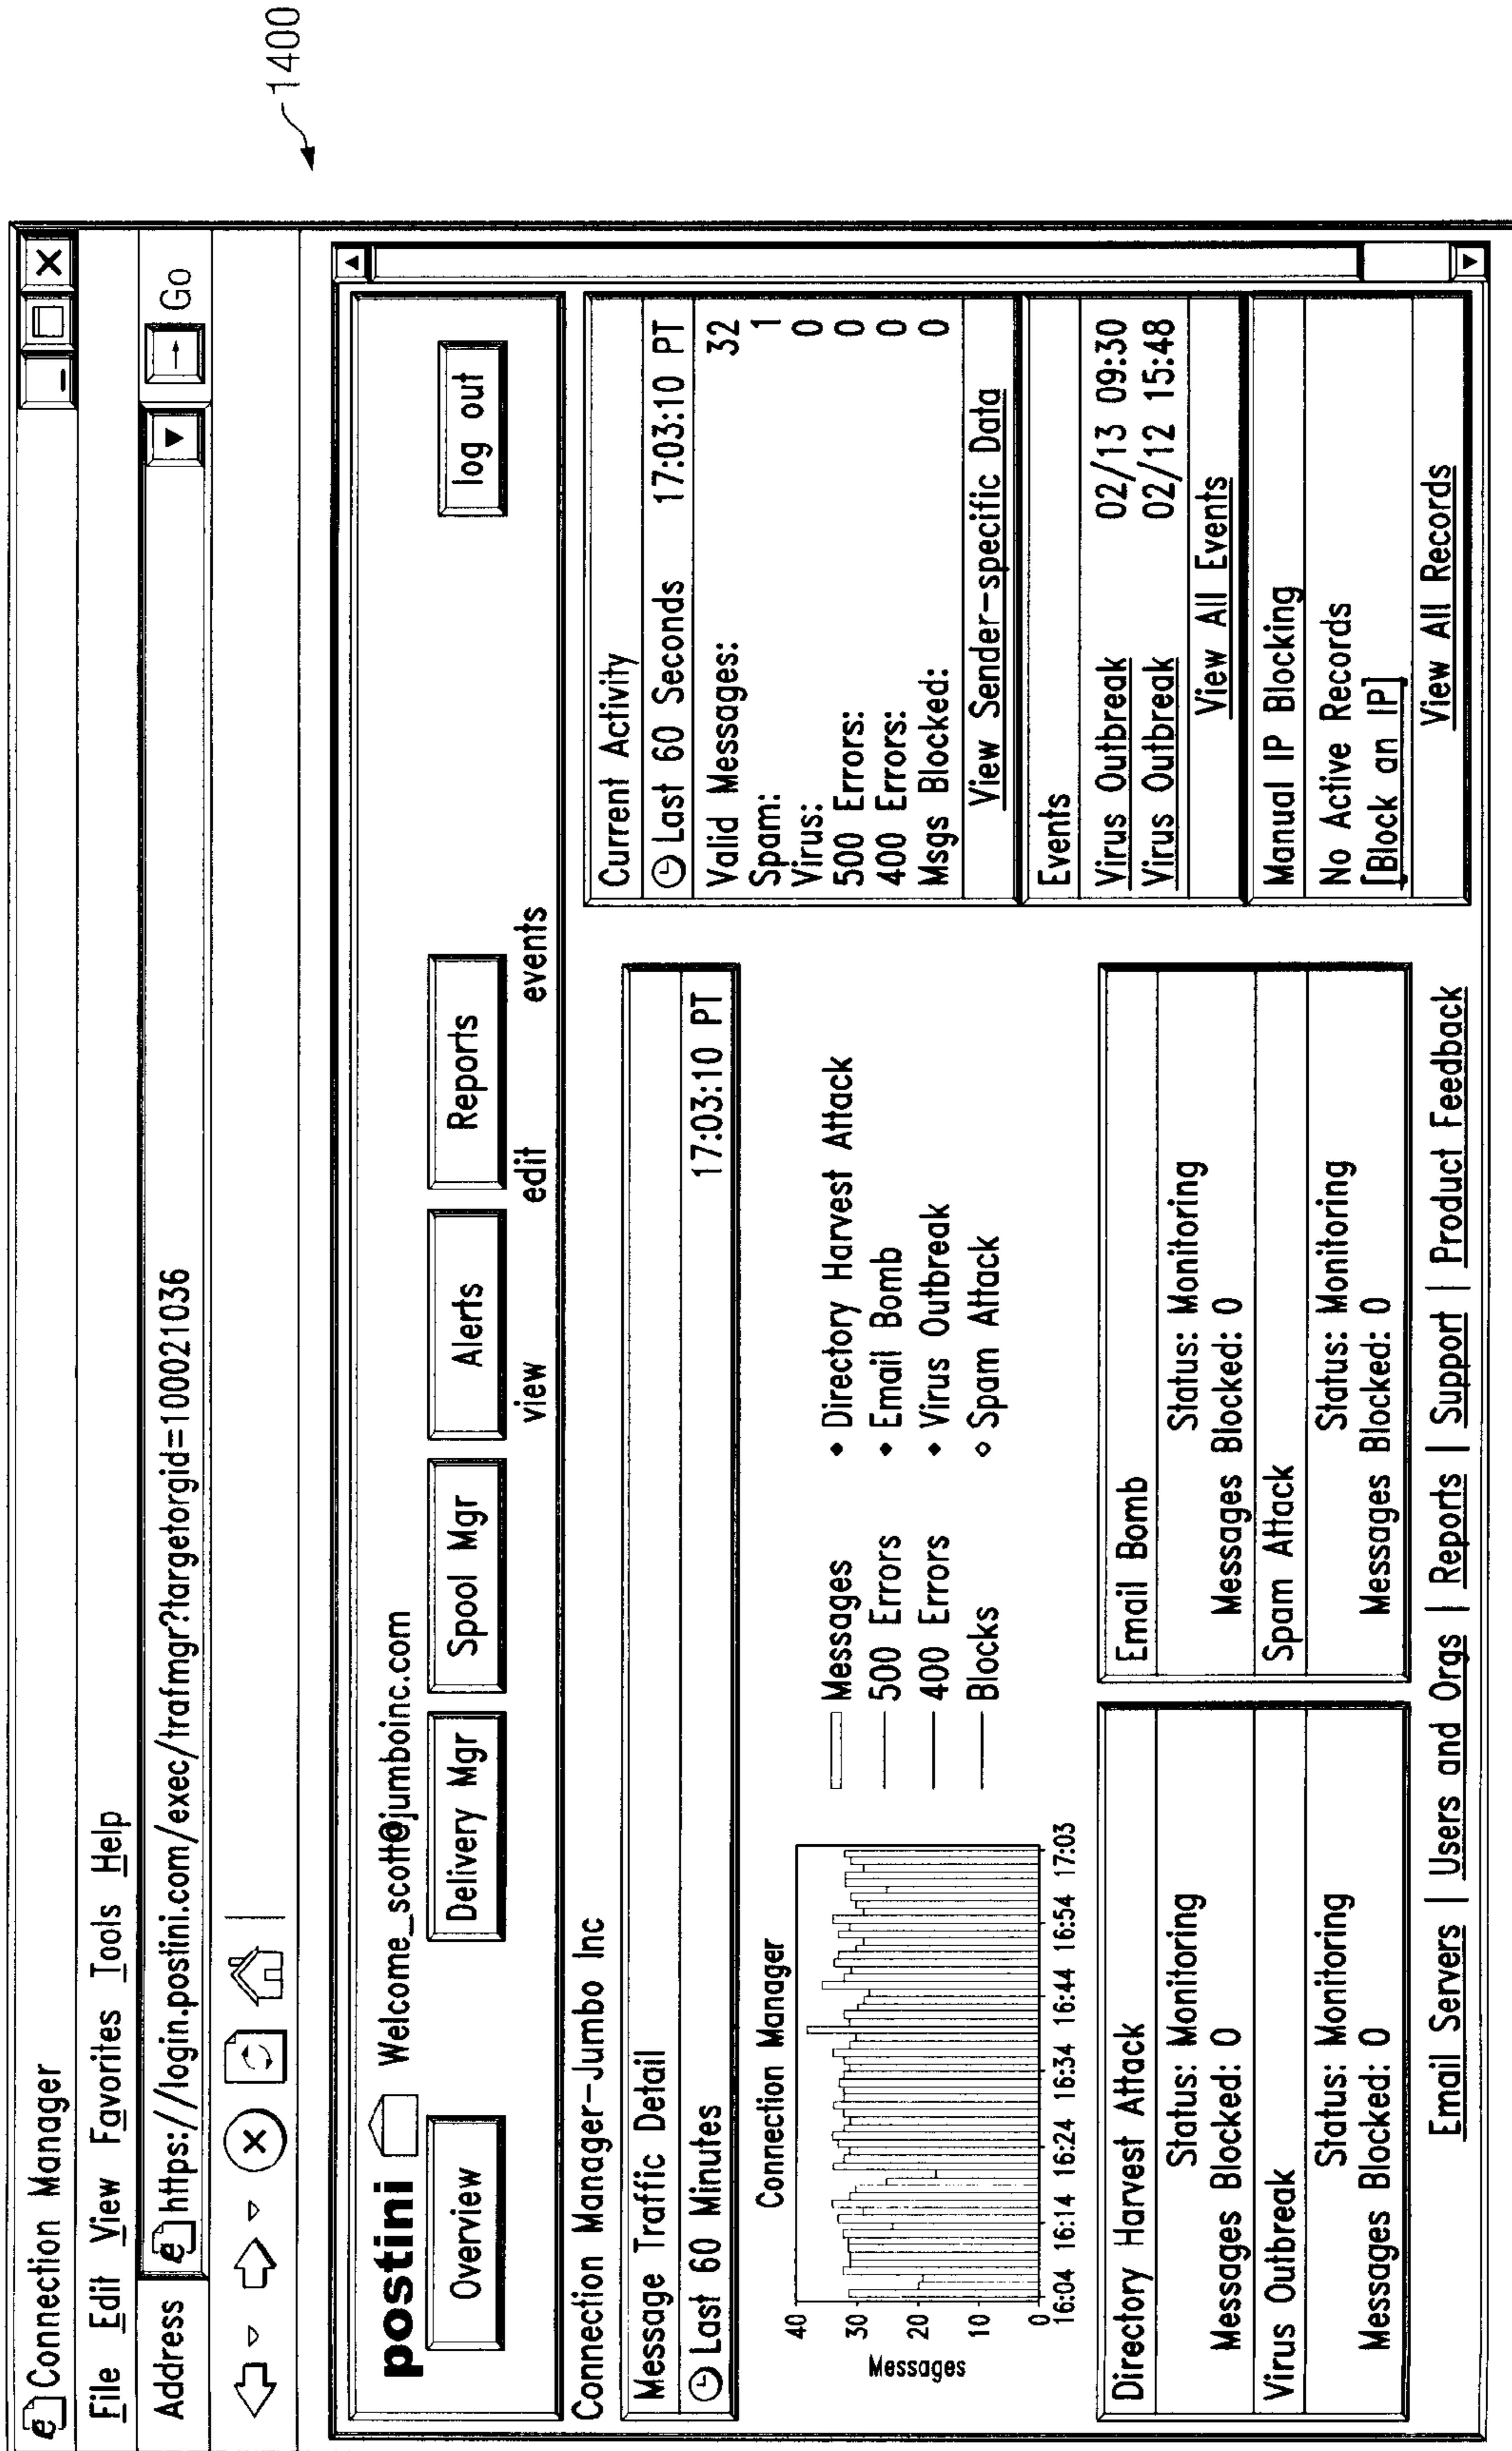 1400
Connection Manager
File Edit View Favorites Tools Help
Address https://login.postini.com/exec/trafmgr?targetorgid=100021036 Go
postini Welcome_scott@jumboinc.com
Overview Delivery Mgr Spool Mgr Alerts Reports log out
view edit events
Connection Manager-Jumbo Inc
Message Traffic Detail
Last 60 Minutes 17:03:10 PT
Connection Manager
Messages
40
30
20
10
0
16:04 16:14 16:24 16:34 16:44 16:54 17:03
Messages
500 Errors
400 Errors
Blocks
Directory Harvest Attack
Email Bomb
Virus Outbreak
Spam Attack
Directory Harvest Attack
Status: Monitoring
Messages Blocked: 0
Virus Outbreak
Status: Monitoring
Messages Blocked: 0
Email Bomb
Status: Monitoring
Messages Blocked: 0
Spam Attack
Status: Monitoring
Messages Blocked: 0
Current Activity
Last 60 Seconds 17:03:10 PT
Valid Messages: 32
Spam: 1
Virus: 0
500 Errors: 0
400 Errors: 0
Msgs Blocked: 0
View Sender-specific Data
Events
Virus Outbreak 02/13 09:30
Virus Outbreak 02/12 15:48
View All Events
Manual IP Blocking
No Active Records
[Block an IP]
View All Records
Email Servers | Users and Orgs | Reports | Support | Product Feedback